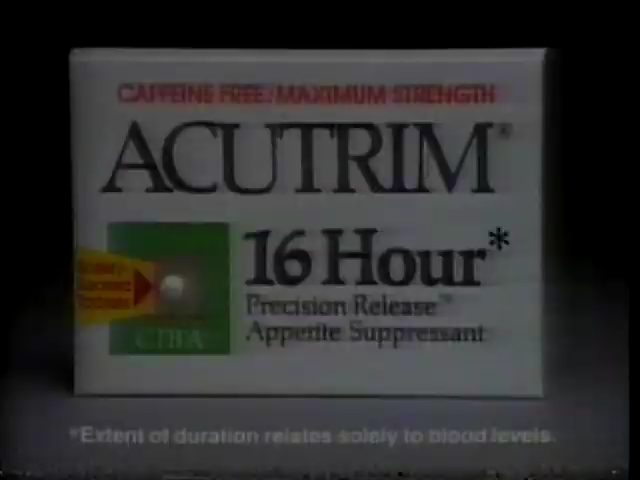 CAFFEINE FREE/MAXIMUM STRENGTH
ACUTRIM®
16 Hour*
Precision Release™
Appetite Suppressant
CIBA
*Extent of duration relates solely to blood levels.